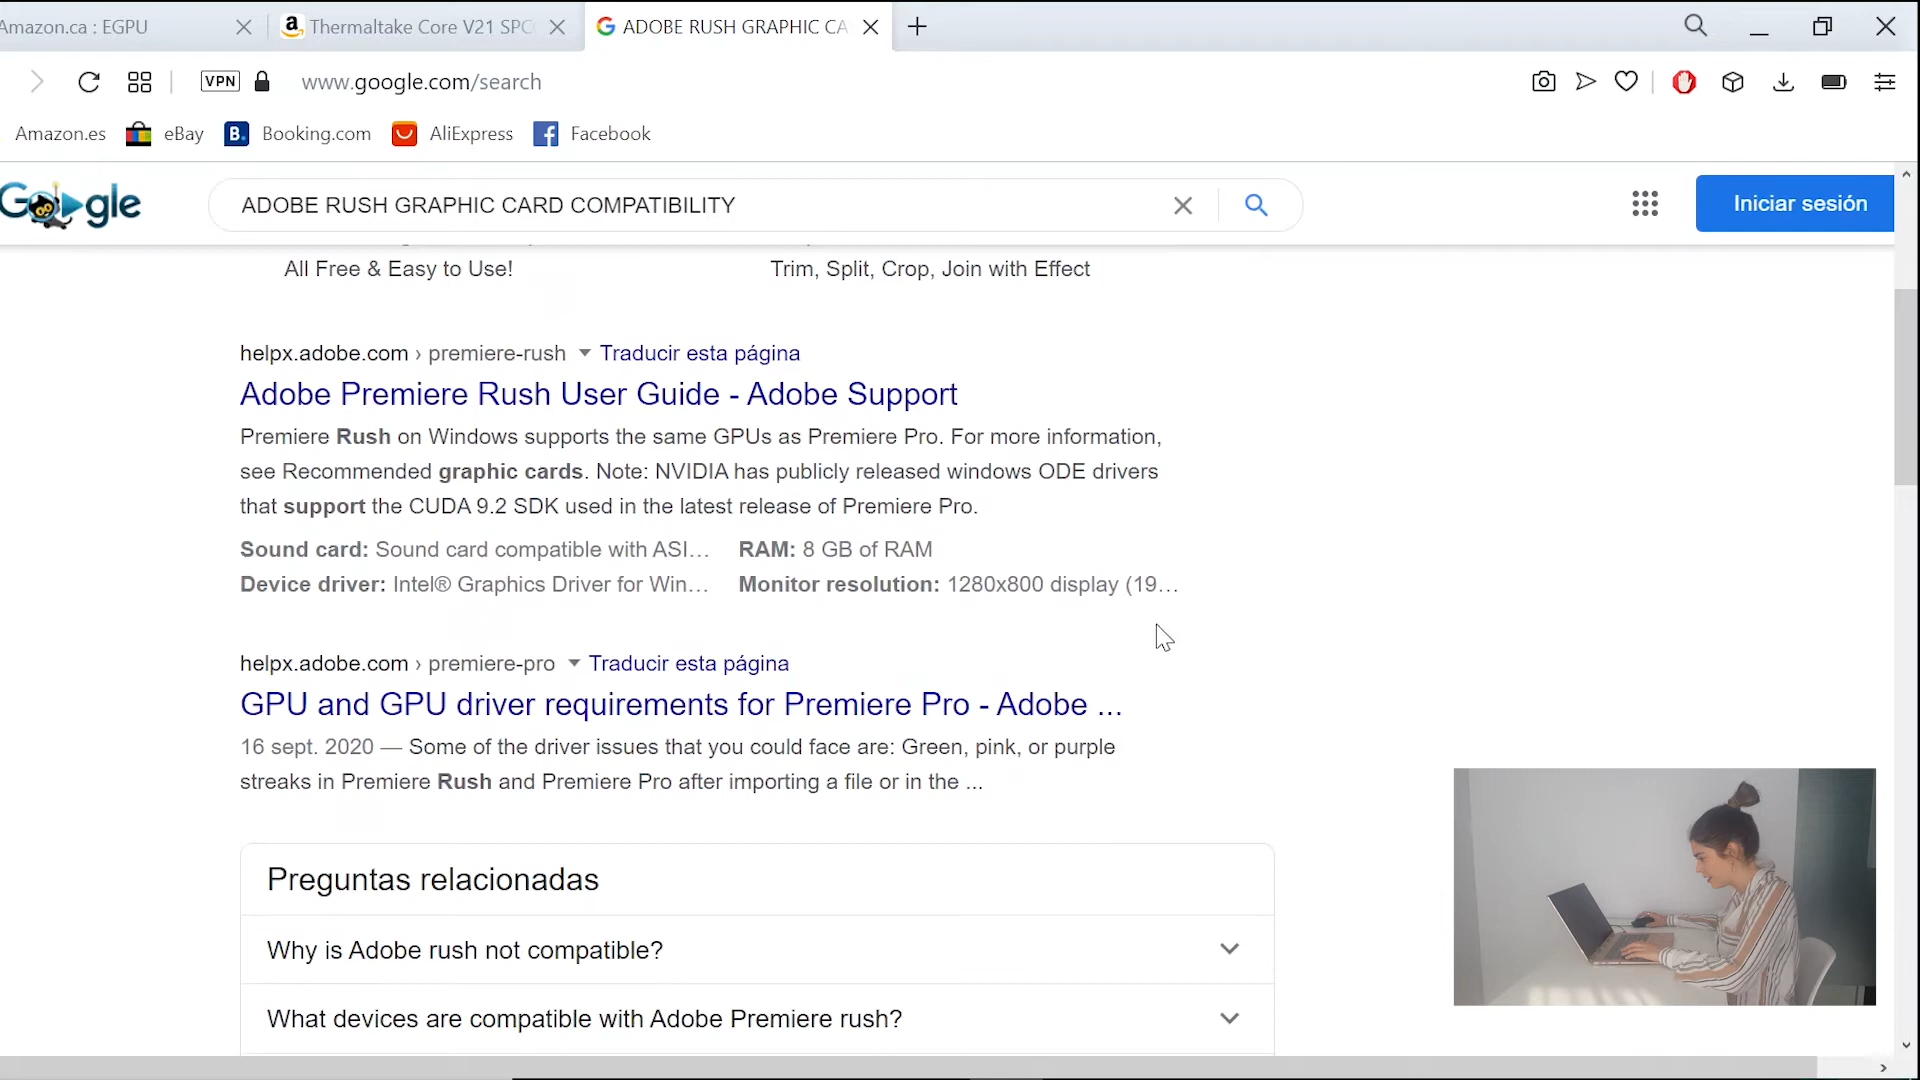 Amazon.ca : EGPU
Thermaltake Core V21 SPC
ADOBE RUSH GRAPHIC CA
VPN
www.google.com/search
Amazon.es
eBay
B.
Booking.com
AliExpress
Facebook
Google
ADOBE RUSH GRAPHIC CARD COMPATIBILITY
Iniciar sesión
All Free & Easy to Use!
Trim, Split, Crop, Join with Effect
helpx.adobe.com › premiere-rush
Traducir esta página
Adobe Premiere Rush User Guide - Adobe Support
Premiere Rush on Windows supports the same GPUs as Premiere Pro. For more information,
see Recommended graphic cards. Note: NVIDIA has publicly released windows ODE drivers
that support the CUDA 9.2 SDK used in the latest release of Premiere Pro.
Sound card: Sound card compatible with ASI...
RAM: 8 GB of RAM
Device driver: Intel® Graphics Driver for Win...
Monitor resolution: 1280x800 display (19...
helpx.adobe.com › premiere-pro
Traducir esta página
GPU and GPU driver requirements for Premiere Pro - Adobe ...
16 sept. 2020 — Some of the driver issues that you could face are: Green, pink, or purple
streaks in Premiere Rush and Premiere Pro after importing a file or in the ...
Preguntas relacionadas
Why is Adobe rush not compatible?
What devices are compatible with Adobe Premiere rush?